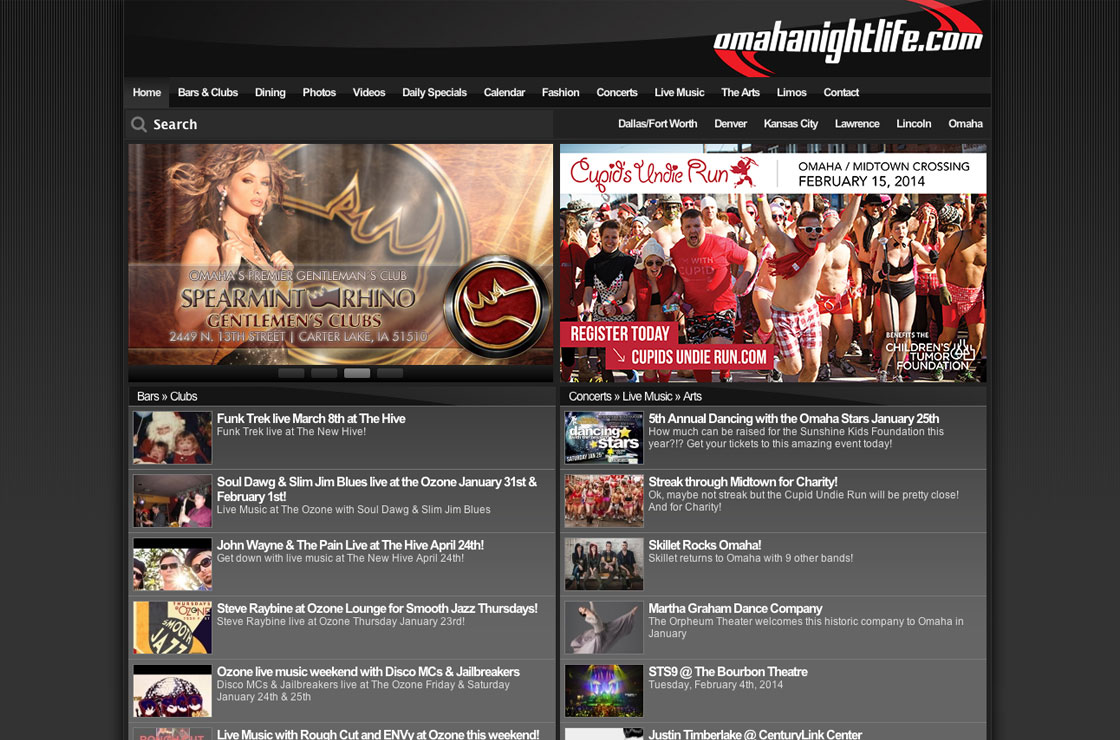 omahanightlife.com
Home Bars & Clubs Dining Photos Videos Daily Specials Calendar Fashion Concerts Live Music The Arts Limos Contact
Search
Dallas/Fort Worth Denver Kansas City Lawrence Lincoln Omaha
OMAHA'S PREMIER GENTLEMAN'S CLUB
SPEARMINT RHINO
GENTLEMEN'S CLUBS
2449 N. 13TH STREET | CARTER LAKE, IA 51510
Cupid's Undie Run
OMAHA / MIDTOWN CROSSING
FEBRUARY 15, 2014
I'M WITH
CUPID
REGISTER TODAY
CUPIDS UNDIE RUN.COM
BENEFITS THE
CHILDREN'S
TUMOR
FOUNDATION
Bars » Clubs
Funk Trek live March 8th at The Hive
Funk Trek live at The New Hive!
Soul Dawg & Slim Jim Blues live at the Ozone January 31st &
February 1st!
Live Music at The Ozone with Soul Dawg & Slim Jim Blues
John Wayne & The Pain Live at The Hive April 24th!
Get down with live music at The New Hive April 24th!
THURSDAYS
OZONE
SMOOTH
JAZZ
Steve Raybine at Ozone Lounge for Smooth Jazz Thursdays!
Steve Raybine live at Ozone Thursday January 23rd!
Ozone live music weekend with Disco MCs & Jailbreakers
Disco MCs & Jailbreakers live at The Ozone Friday & Saturday
January 24th & 25th
Live Music with Rough Cut and ENVy at Ozone this weekend!
Concerts » Live Music » Arts
dancing
stars
SATURDAY JAN 25
5th Annual Dancing with the Omaha Stars January 25th
How much can be raised for the Sunshine Kids Foundation this
year?!? Get your tickets to this amazing event today!
Streak through Midtown for Charity!
Ok, maybe not streak but the Cupid Undie Run will be pretty close!
And for Charity!
Skillet Rocks Omaha!
Skillet returns to Omaha with 9 other bands!
Martha Graham Dance Company
The Orpheum Theater welcomes this historic company to Omaha in
January
STS9 @ The Bourbon Theatre
Tuesday, February 4th, 2014
Justin Timberlake @ CenturyLink Center